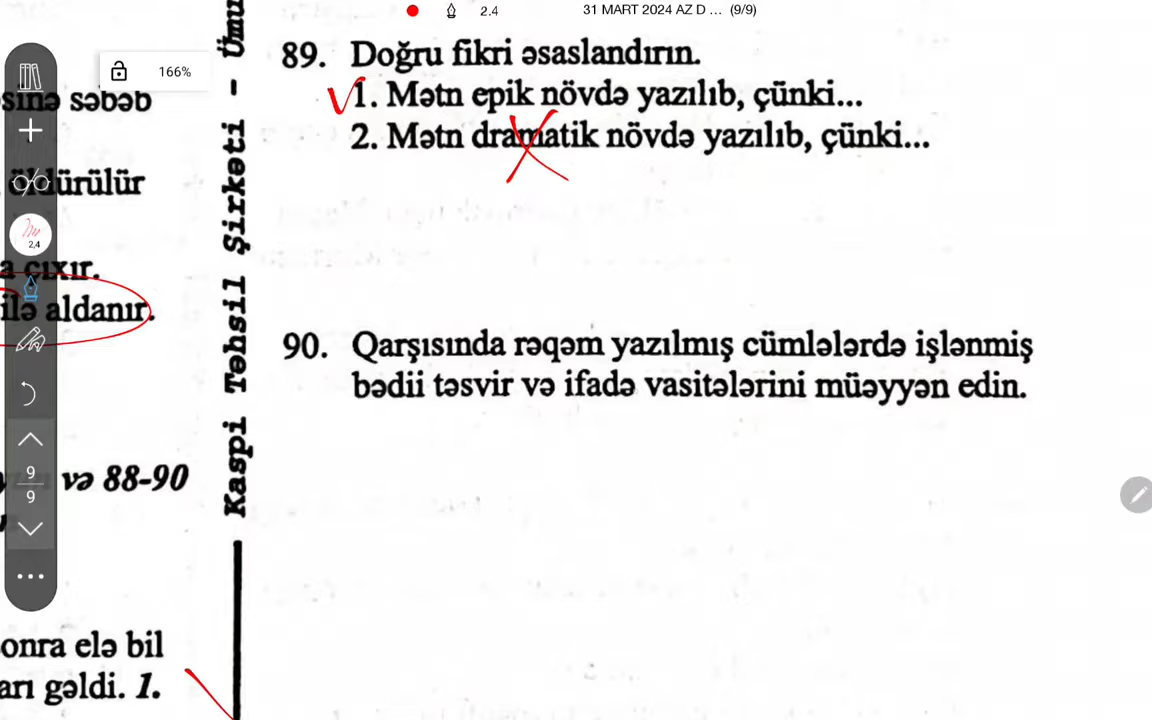 2.4
31 MART 2024 AZ D ... (9/9)
166%
səbəb
öldürülür
a çıxır.
ilə aldanır.
9
9
və 88-90
onra elə bil
arı gəldi. 1.
Kaspi Təhsil Şirkəti –
89. Doğru fikri əsaslandırın.
1. Mətn epik növdə yazılıb, çünki...
2. Mətn dramatik növdə yazılıb, çünki...
90. Qarşısında rəqəm yazılmış cümlələrdə işlənmiş
bədii təsvir və ifadə vasitələrini müəyyən edin.
2,4